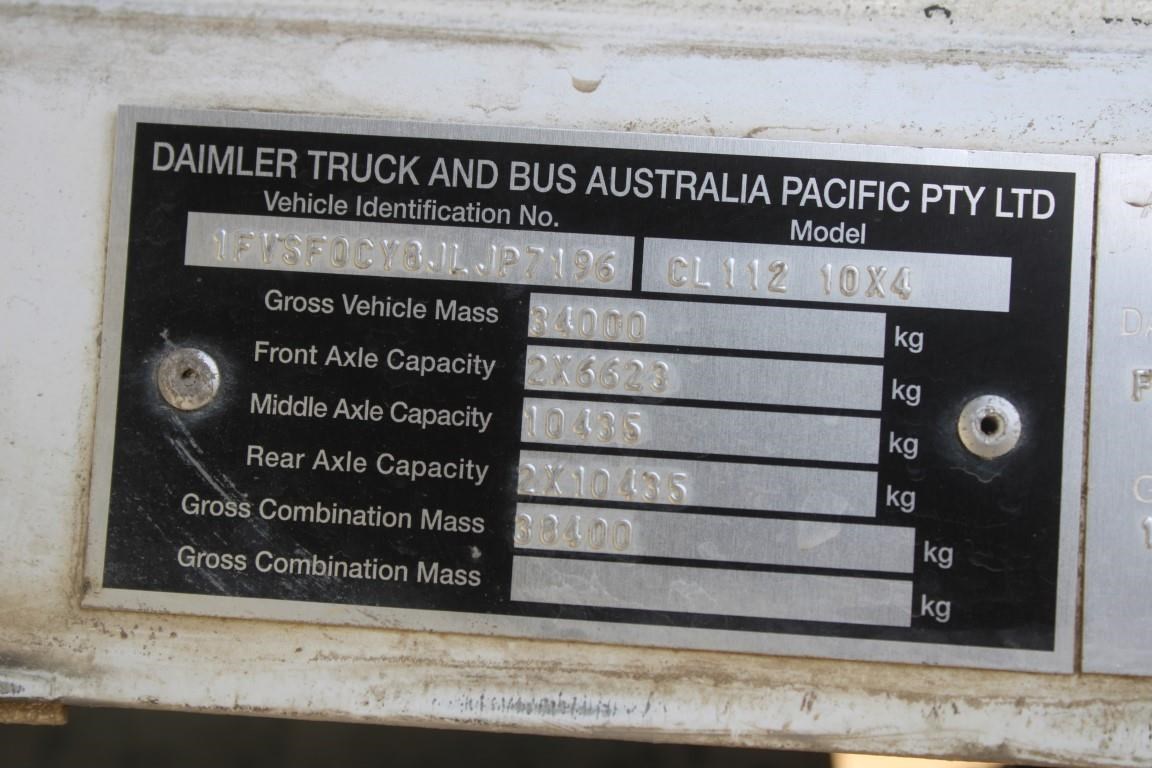 DAIMLER TRUCK AND BUS AUSTRALIA PACIFIC PTY LTD
Vehicle Identification No. Model
1FVSF0CY8JLJP7196 CL112 10X4
Gross Vehicle Mass 34000 kg
Front Axle Capacity 2X6623 kg
Middle Axle Capacity 10435 kg
Rear Axle Capacity 2X10435 kg
Gross Combination Mass 38400 kg
Gross Combination Mass kg